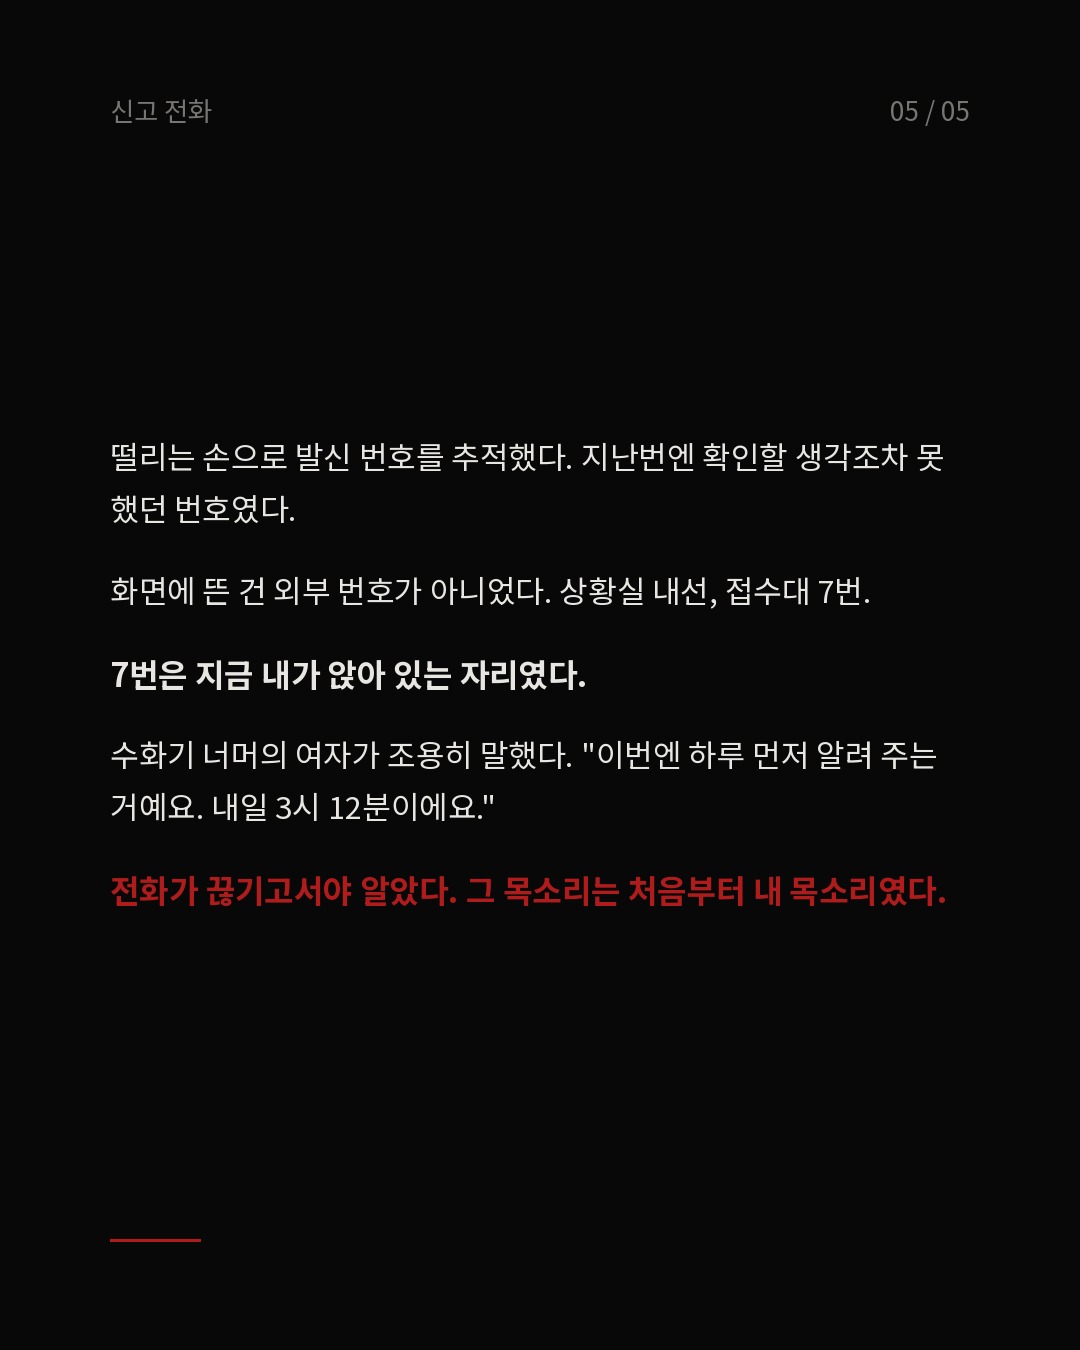 신고 전화
05 / 05
떨리는 손으로 발신 번호를 추적했다. 지난번엔 확인할 생각조차 못
했던 번호였다.
화면에 뜬 건 외부 번호가 아니었다. 상황실 내선, 접수대 7번.
7번은 지금 내가 앉아 있는 자리였다.
수화기 너머의 여자가 조용히 말했다. "이번엔 하루 먼저 알려 주는
거예요. 내일 3시 12분이에요."
전화가 끊기고서야 알았다. 그 목소리는 처음부터 내 목소리였다.